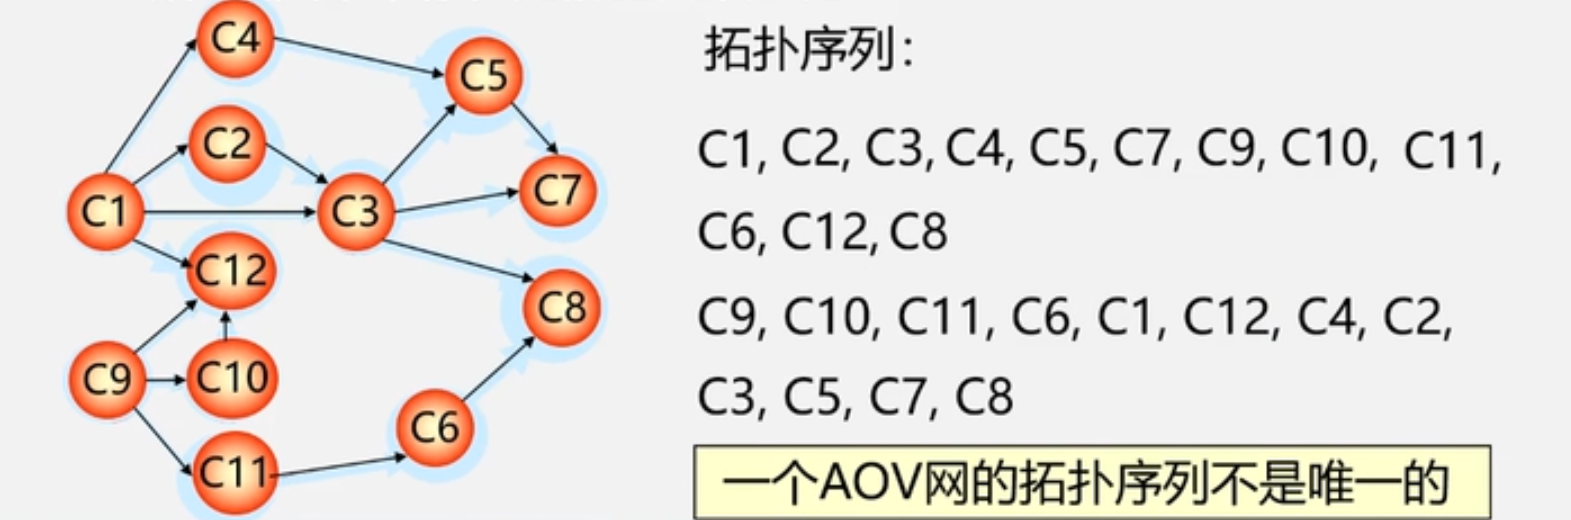 C4
C5
C2
C7
C1
C3
C12
C8
C9
C10
C6
C11
拓扑序列：
C1, C2, C3, C4, C5, C7, C9, C10, C11,
C6, C12, C8
C9, C10, C11, C6, C1, C12, C4, C2,
C3, C5, C7, C8
一个AOV网的拓扑序列不是唯一的